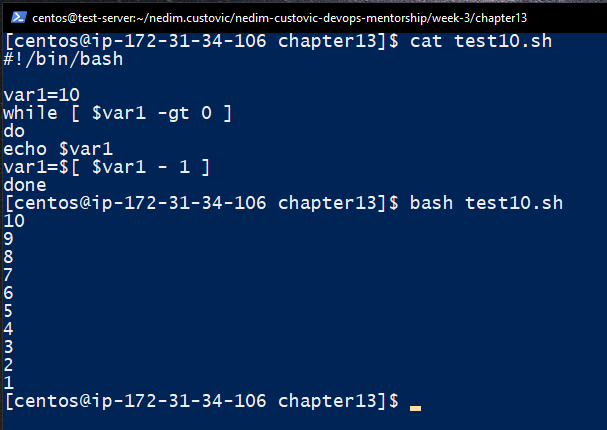 centos@test-server:~/nedim.custovic/nedim-custovic-devops-mentorship/week-3/chapter13
[centos@ip-172-31-34-106 chapter13]$ cat test10.sh
#!/bin/bash
var1=10
while [ $var1 -gt 0 ]
do
echo $var1
var1=$[ $var1 - 1 ]
done
[centos@ip-172-31-34-106 chapter13]$ bash test10.sh
10
9
8
7
6
5
4
3
2
1
[centos@ip-172-31-34-106 chapter13]$